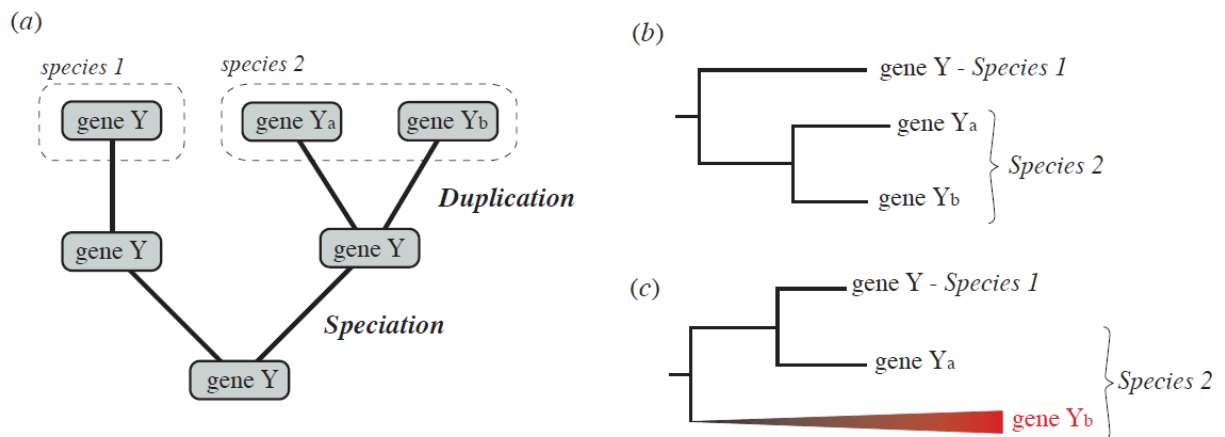 (a)
species 1
species 2
gene Y
gene Ya
gene Yb
Duplication
gene Y
gene Y
Speciation
gene Y
(b)
gene Y - Species 1
gene Ya
Species 2
gene Yb
(c)
gene Y - Species 1
gene Ya
Species 2
gene Yb